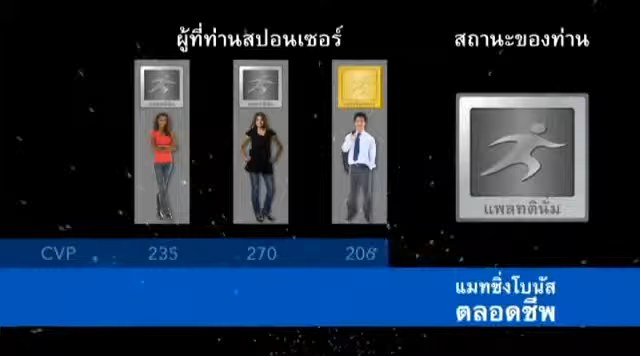 ผู้ที่ท่านสปอนเซอร์
สถานะของท่าน
แพลทตินั่ม
CVP 235 270 206
แมทชิ่งโบนัส
ตลอดชีพ